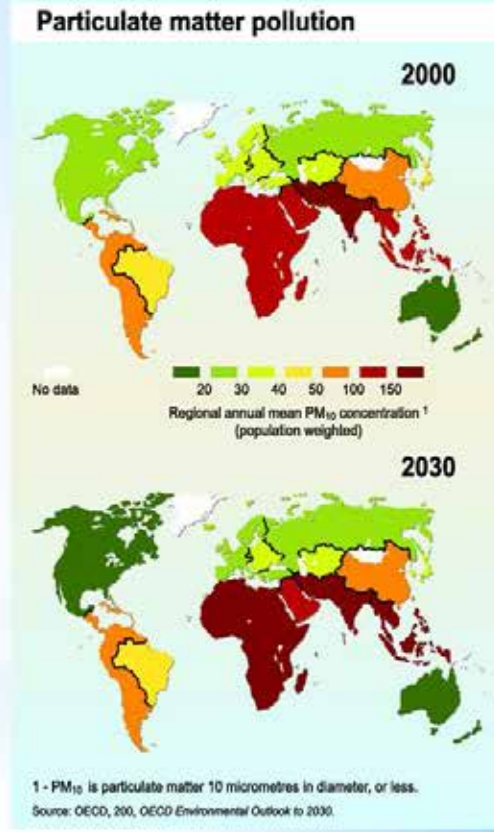 Particulate matter pollution
2000
No data
20 30 40 50 100 150
Regional annual mean PM₁₀ concentration ¹
(population weighted)
2030
1 - PM₁₀ is particulate matter 10 micrometres in diameter, or less.
Source: OECD, 200, OECD Environmental Outlook to 2030.